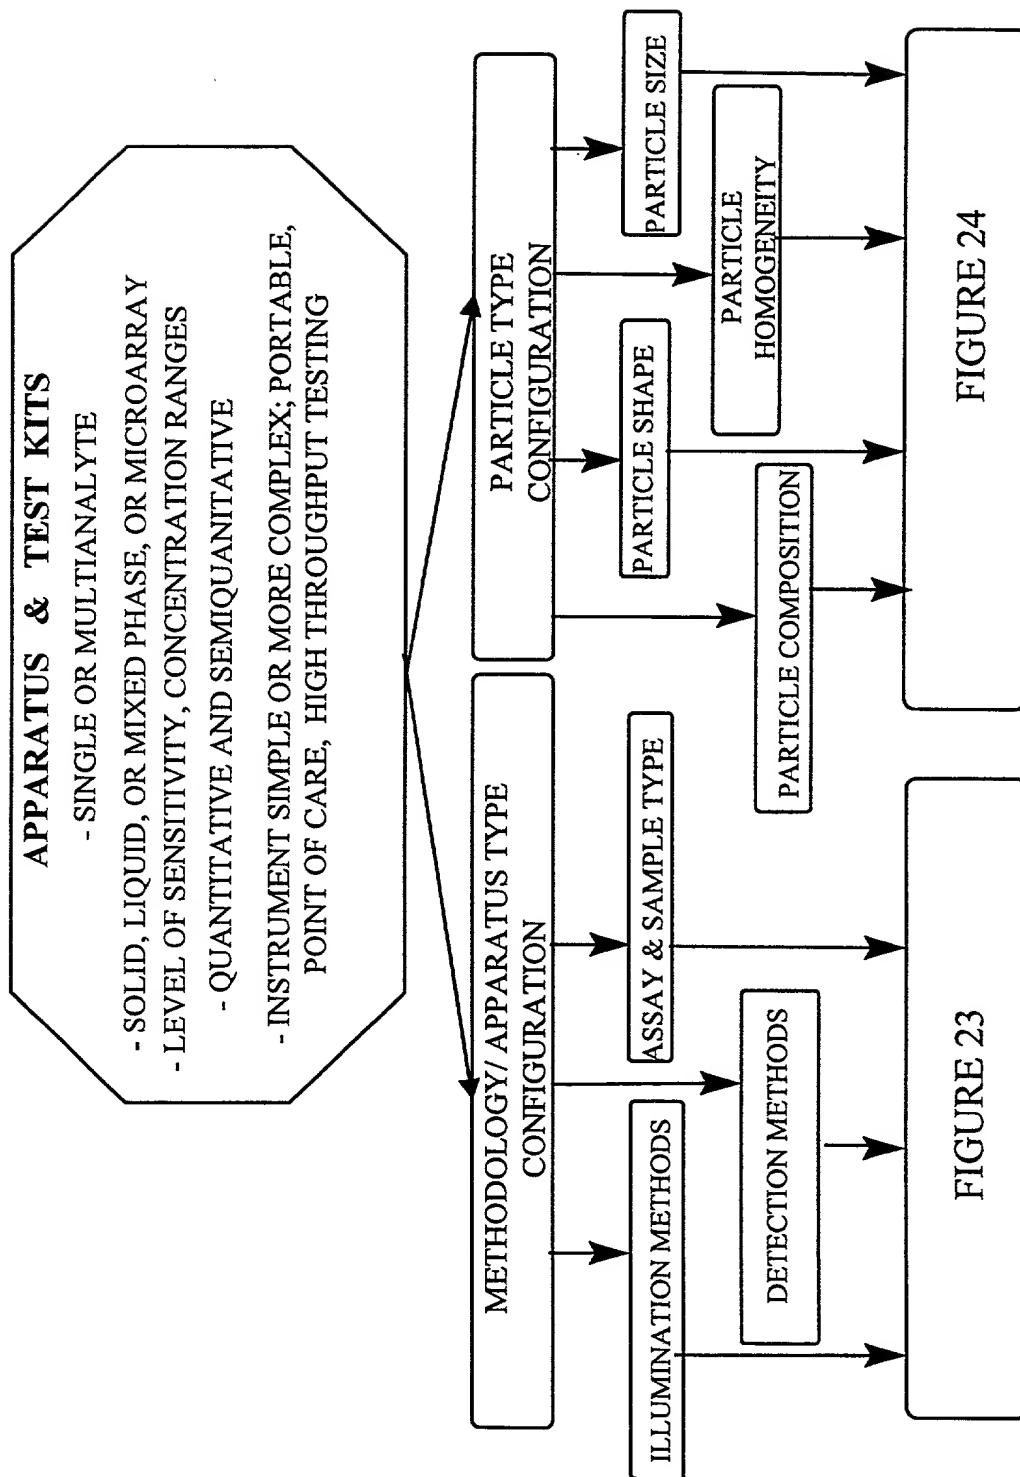 APPARATUS & TEST KITS
- SINGLE OR MULTIANALYTE
- SOLID, LIQUID, OR MIXED PHASE, OR MICROARRAY
- LEVEL OF SENSITIVITY, CONCENTRATION RANGES
- QUANTITATIVE AND SEMIQUANITATIVE
- INSTRUMENT SIMPLE OR MORE COMPLEX; PORTABLE,
POINT OF CARE, HIGH THROUGHPUT TESTING
METHODOLOGY/ APPARATUS TYPE
CONFIGURATION
ILLUMINATION METHODS
DETECTION METHODS
ASSAY & SAMPLE TYPE
FIGURE 23
PARTICLE TYPE
CONFIGURATION
PARTICLE COMPOSITION
PARTICLE SHAPE
PARTICLE
HOMOGENEITY
PARTICLE SIZE
FIGURE 24